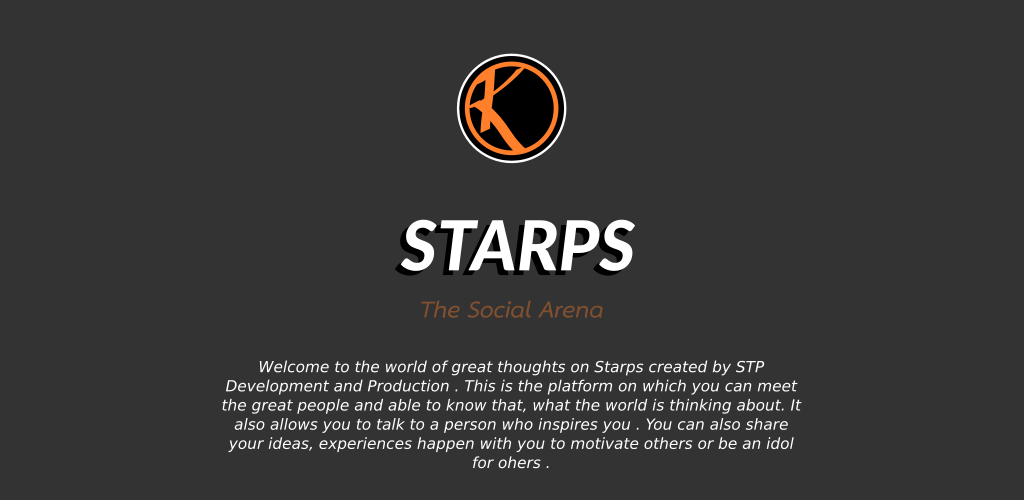 K
STARPS
The Social Arena
Welcome to the world of great thoughts on Starps created by STP
Development and Production . This is the platform on which you can meet
the great people and able to know that, what the world is thinking about. It
also allows you to talk to a person who inspires you . You can also share
your ideas, experiences happen with you to motivate others or be an idol
for ohers .